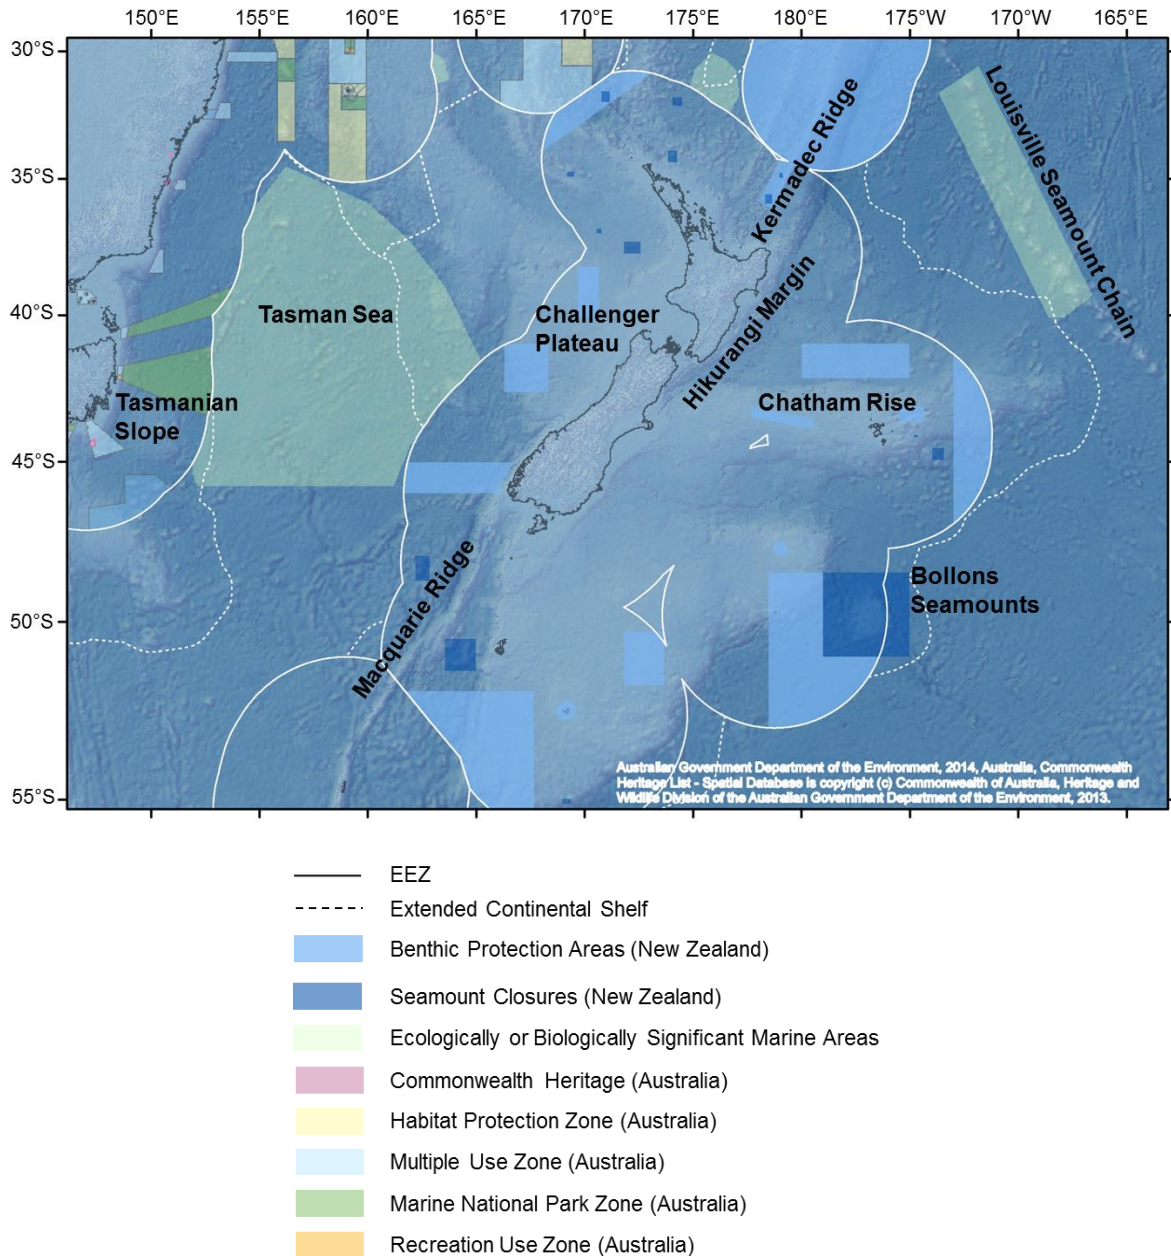 150°E 155°E 160°E 165°E 170°E 175°E 180°E 175°W 170°W 165°E
30°S
35°S
40°S
45°S
50°S
55°S
Louisville Seamount Chain
Kermadec Ridge
Hikurangi Margin
Tasman Sea
Challenger
Plateau
Tasmanian
Slope
Chatham Rise
Macquarie Ridge
Bollons
Seamounts
Australian Government Department of the Environment, 2014, Australia, Commonwealth
Heritage List - Spatial Database is copyright (c) Commonwealth of Australia, Heritage and
Wildlife Division of the Australian Government Department of the Environment, 2013.
EEZ
Extended Continental Shelf
Benthic Protection Areas (New Zealand)
Seamount Closures (New Zealand)
Ecologically or Biologically Significant Marine Areas
Commonwealth Heritage (Australia)
Habitat Protection Zone (Australia)
Multiple Use Zone (Australia)
Marine National Park Zone (Australia)
Recreation Use Zone (Australia)